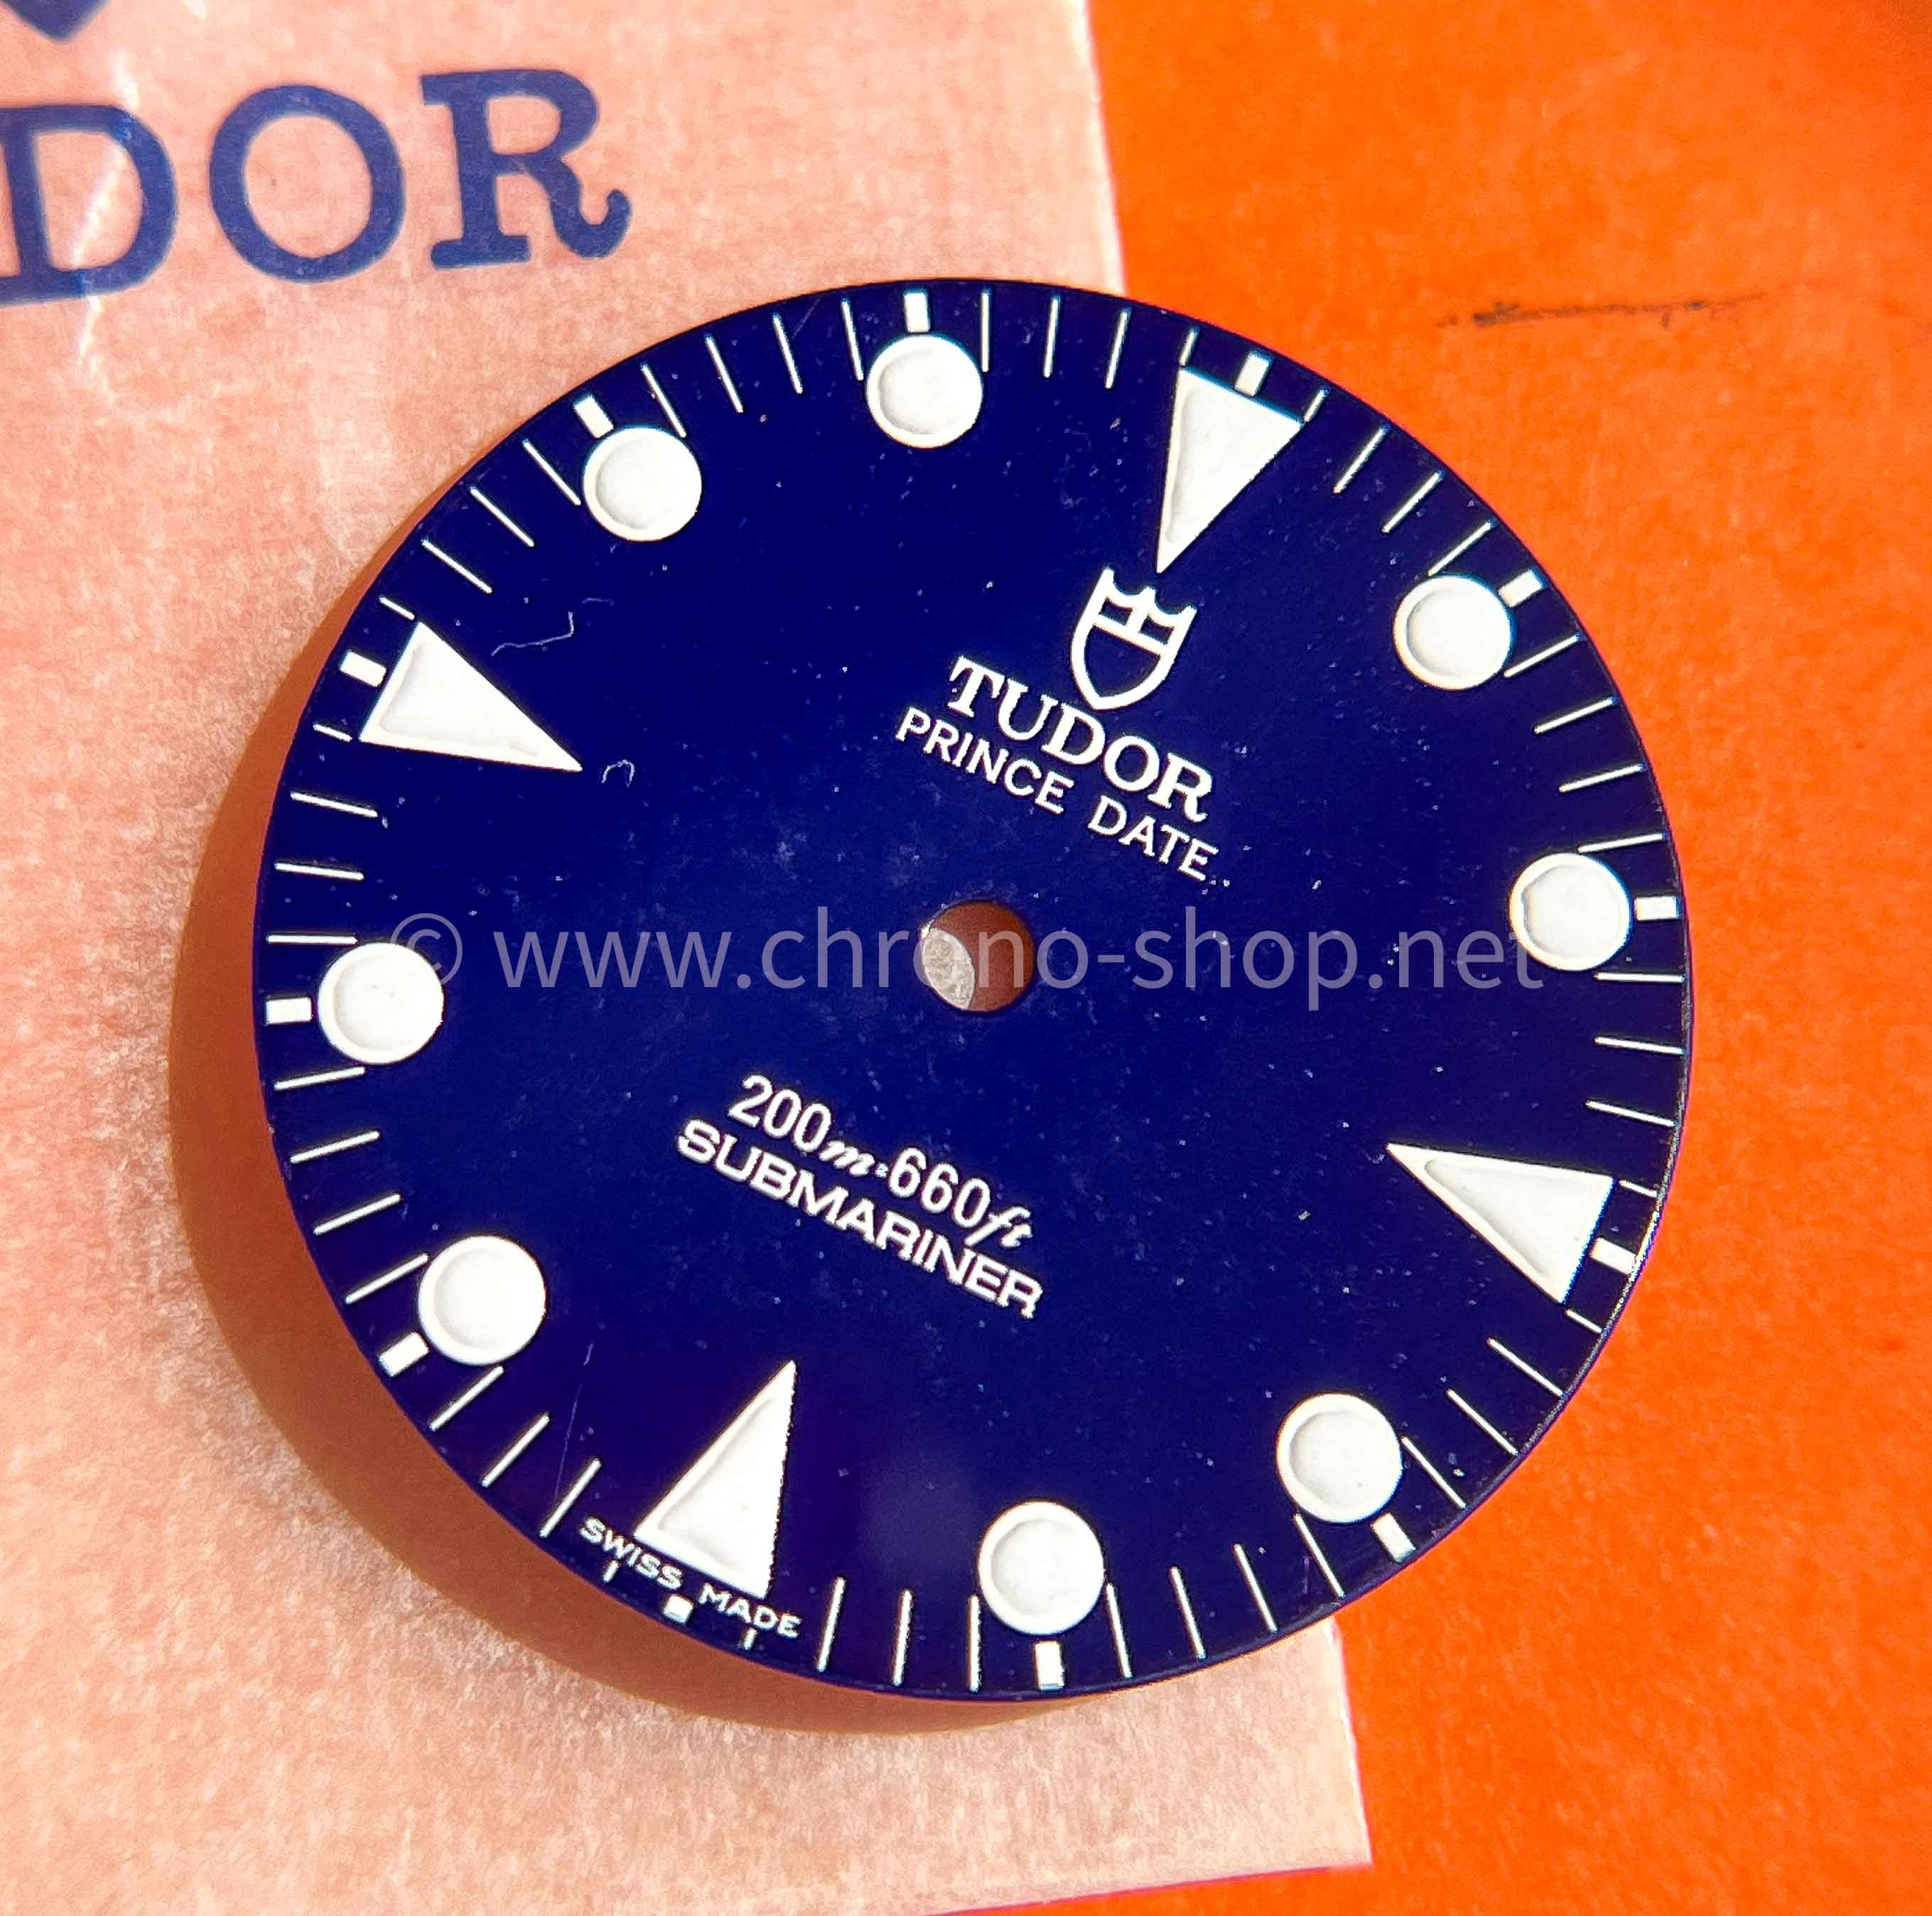 DOR
TUDOR
PRINCE DATE
© www.chrono-shop.net
200m=660ft
SUBMARINER
SWISS MADE